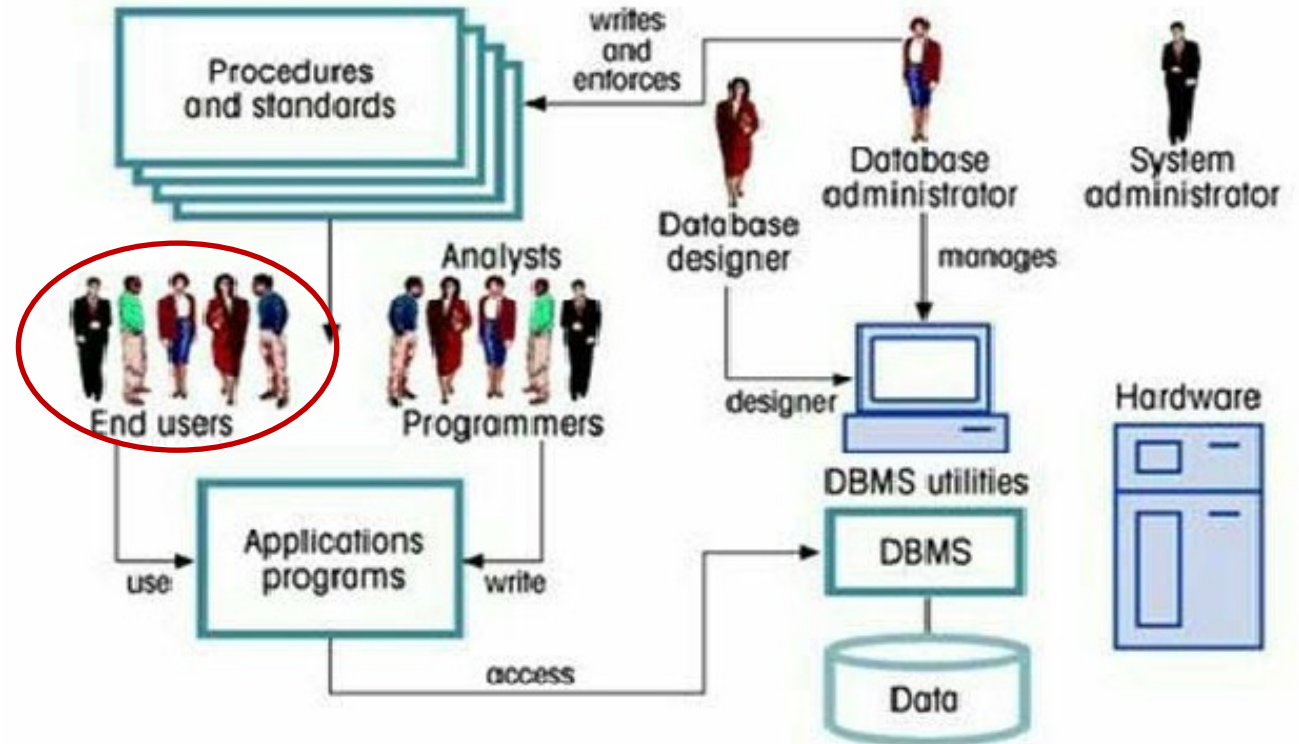 writes
and
enforces
Procedures
and standards
Database
administrator
System
administrator
Database
designer
manages
Analysts
End users
Programmers
designer
Hardware
DBMS utilities
Applications
programs
use
write
DBMS
access
Data